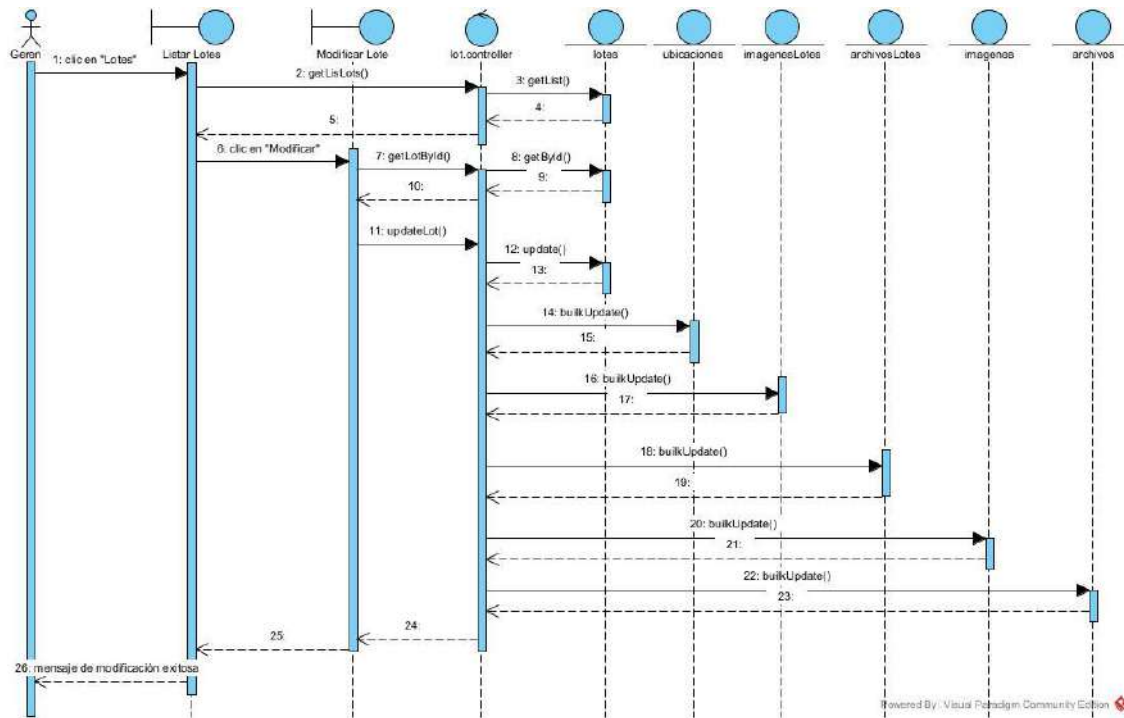 Geren
Listar Lotes
Modificar Lote
lot.controller
lotes
ubicaciones
imagenesLotes
archivosLotes
imagenes
archivos
1: clic en "Lotes"
2: getLisLots()
3: getList()
4:
5:
6: clic en "Modificar"
7: getLotById()
8: getById()
9:
10:
11: updateLot()
12: update()
13:
14: builkUpdate()
15:
16: builkUpdate()
17:
18: builkUpdate()
19:
20: builkUpdate()
21:
22: builkUpdate()
23:
24:
25:
26: mensaje de modificación exitosa
Powered By: Visual Paradigm Community Edition